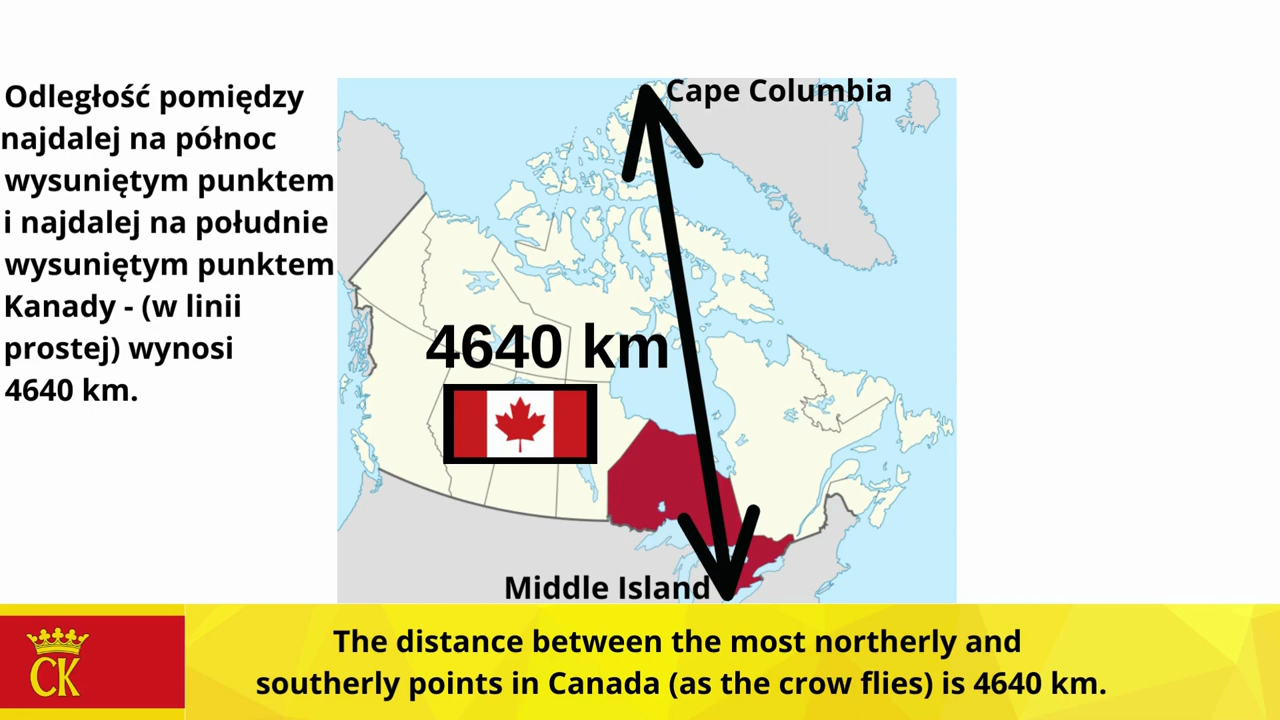 Odległość pomiędzy
najdalej na północ
wysuniętym punktem
i najdalej na południe
wysuniętym punktem
Kanady - (w linii
prostej) wynosi
4640 km.
Cape Columbia
4640 km
Middle Island
CK
The distance between the most northerly and
southerly points in Canada (as the crow flies) is 4640 km.